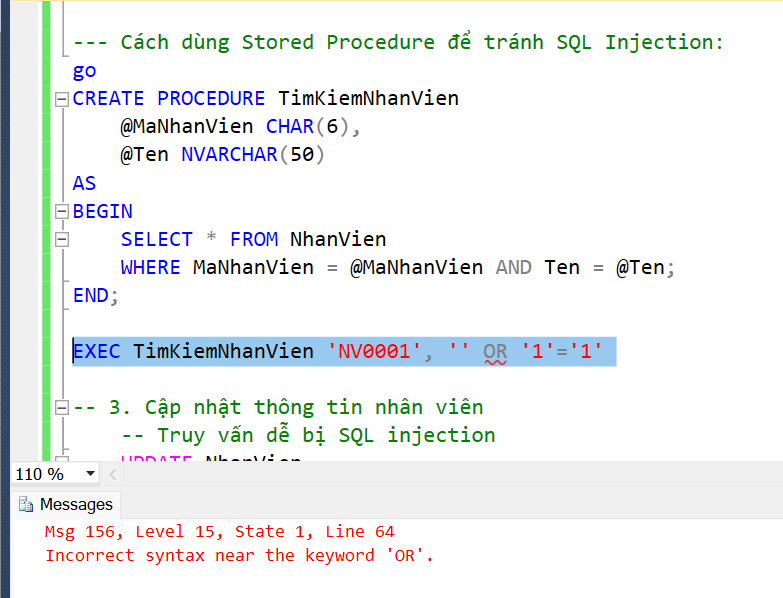 --- Cách dùng Stored Procedure để tránh SQL Injection:
go
CREATE PROCEDURE TimKiemNhanVien
@MaNhanVien CHAR(6),
@Ten NVARCHAR(50)
AS
BEGIN
SELECT * FROM NhanVien
WHERE MaNhanVien = @MaNhanVien AND Ten = @Ten;
END;
EXEC TimKiemNhanVien 'NV0001', '' OR '1'='1'
-- 3. Cập nhật thông tin nhân viên
-- Truy vấn dễ bị SQL injection
UPDATE NhanVien
110 %
Messages
Msg 156, Level 15, State 1, Line 64
Incorrect syntax near the keyword 'OR'.